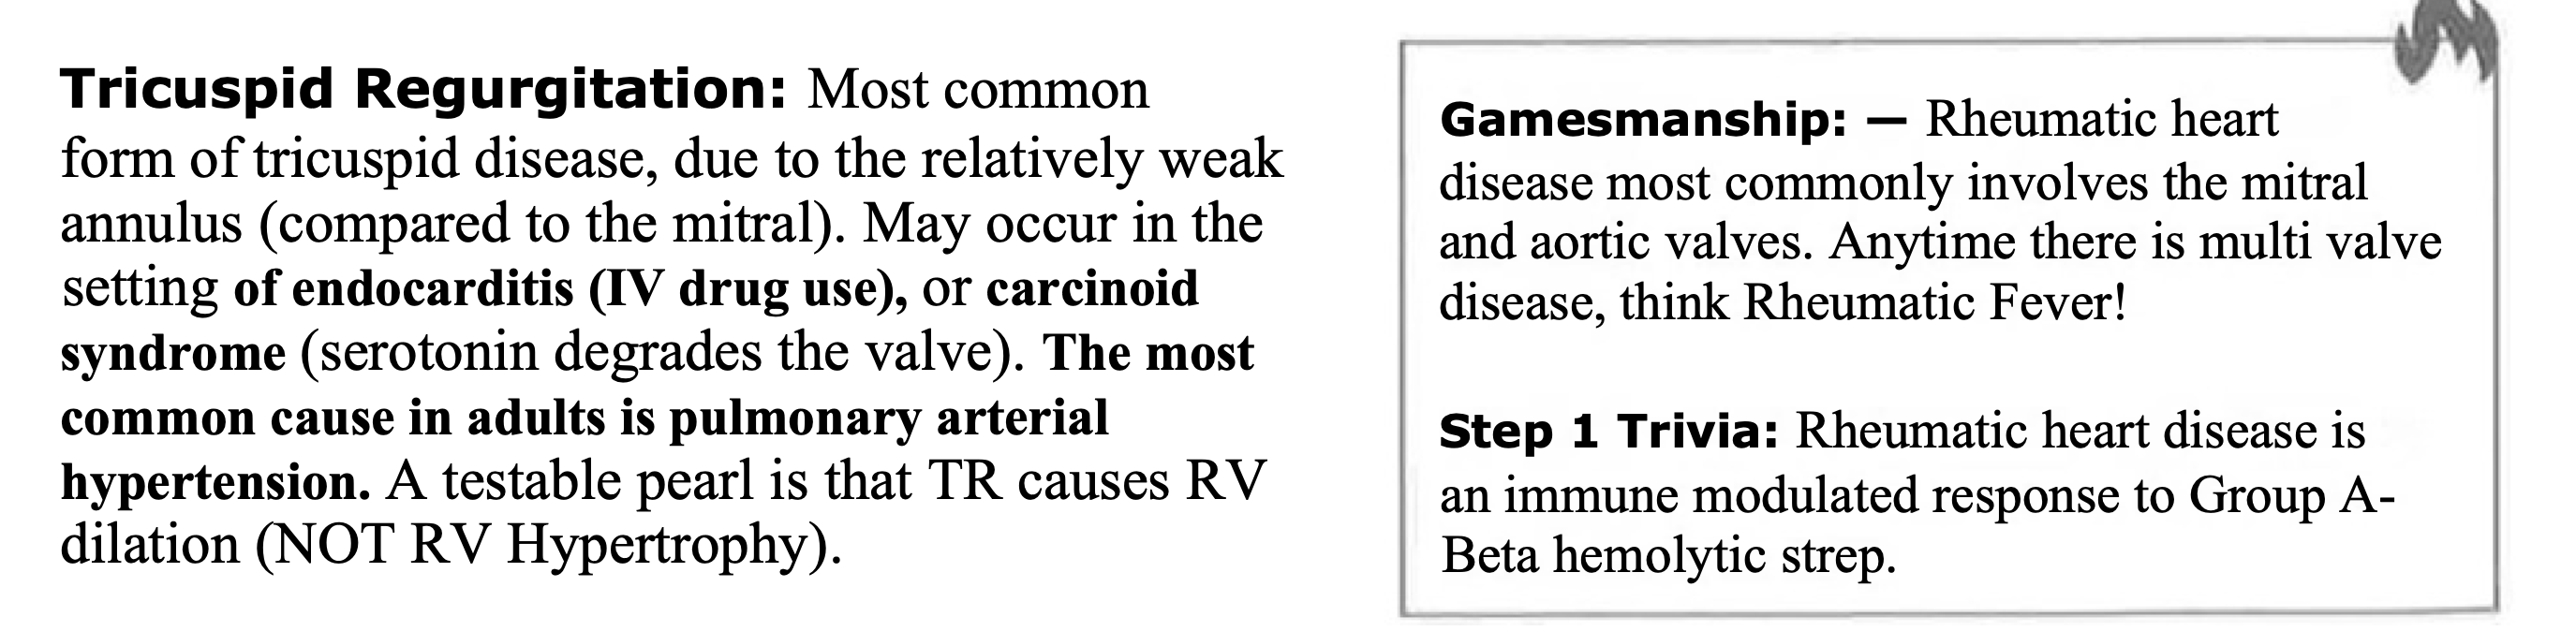 Tricuspid Regurgitation: Most common
form of tricuspid disease, due to the relatively weak
annulus (compared to the mitral). May occur in the
setting of endocarditis (IV drug use), or carcinoid
syndrome (serotonin degrades the valve). The most
common cause in adults is pulmonary arterial
hypertension. A testable pearl is that TR causes RV
dilation (NOT RV Hypertrophy).
Gamesmanship: — Rheumatic heart
disease most commonly involves the mitral
and aortic valves. Anytime there is multi valve
disease, think Rheumatic Fever!
Step 1 Trivia: Rheumatic heart disease is
an immune modulated response to Group A-
Beta hemolytic strep.